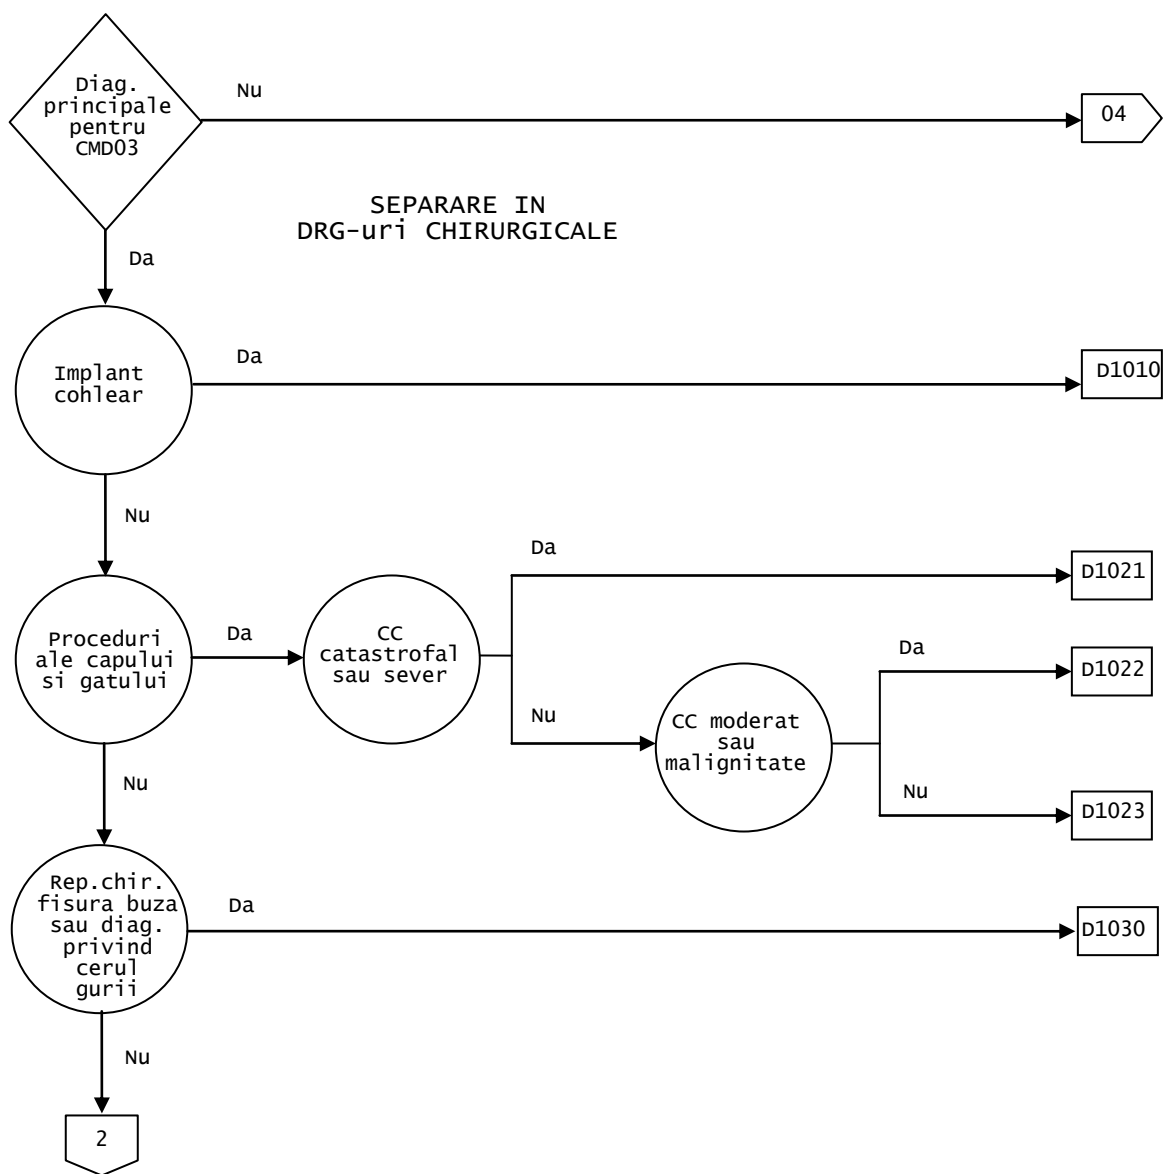 Diag.
principale
pentru
CMD03
Nu
04
SEPARARE IN
DRG-uri CHIRURGICALE
Da
Implant
cohlear
Da
D1010
Nu
Proceduri
ale capului
si gatului
Da
CC
catastrofal
sau sever
Da
D1021
Nu
CC moderat
sau
malignitate
Da
D1022
Nu
D1023
Nu
Rep.chir.
fisura buza
sau diag.
privind
cerul
gurii
Da
D1030
Nu
2